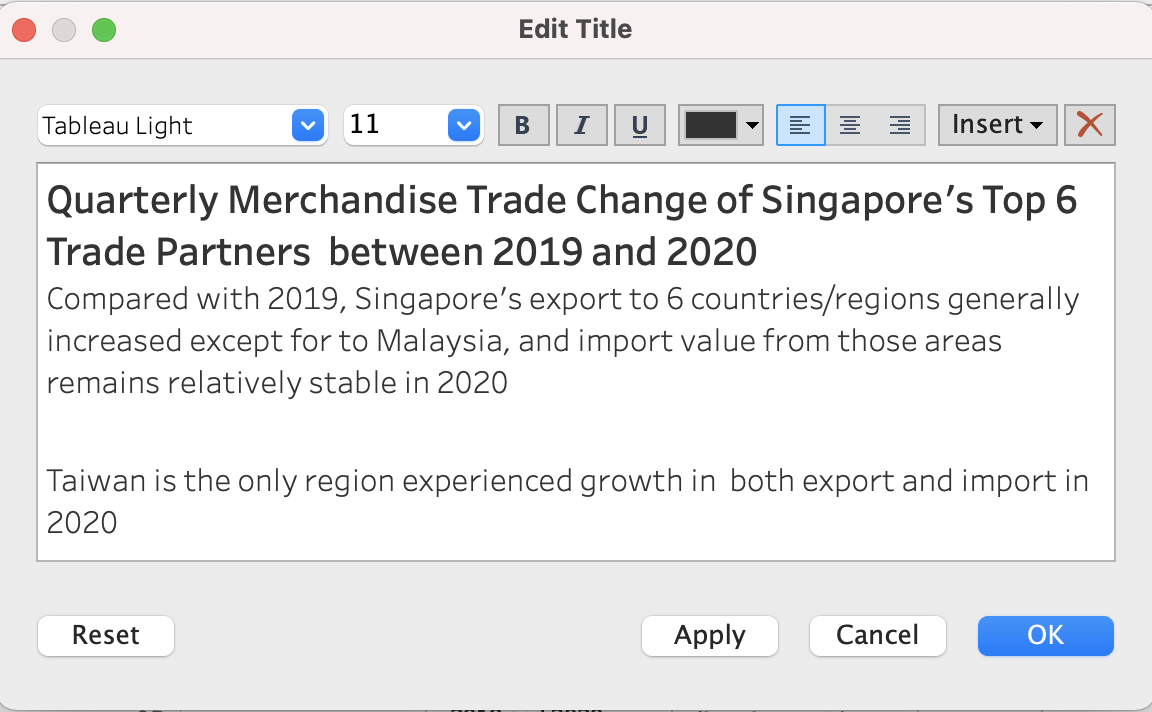 Edit Title
Tableau Light 11 B I U Insert
Quarterly Merchandise Trade Change of Singapore’s Top 6
Trade Partners  between 2019 and 2020
Compared with 2019, Singapore’s export to 6 countries/regions generally
increased except for to Malaysia, and import value from those areas
remains relatively stable in 2020
Taiwan is the only region experienced growth in  both export and import in
2020
Reset Apply Cancel OK